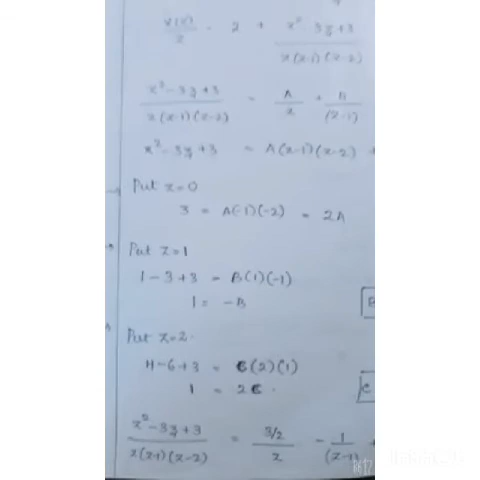 X(z)/z = 2 + z² 3z+3 / z(z-1)(z-2)
z²-3z+3 / z(z-1)(z-2) = A/z + B/(z-1)
z²-3z+3 = A(z-1)(z-2) +
Put z=0
3 = A(-1)(-2) = 2A
Put z=1
1-3+3 = B(1)(-1)
1 = -B
Put z=2.
4-6+3 = C(2)(1)
1 = 2C.
z²-3z+3 / z(z-1)(z-2) = 3/2 / z - 1/(z-1) +